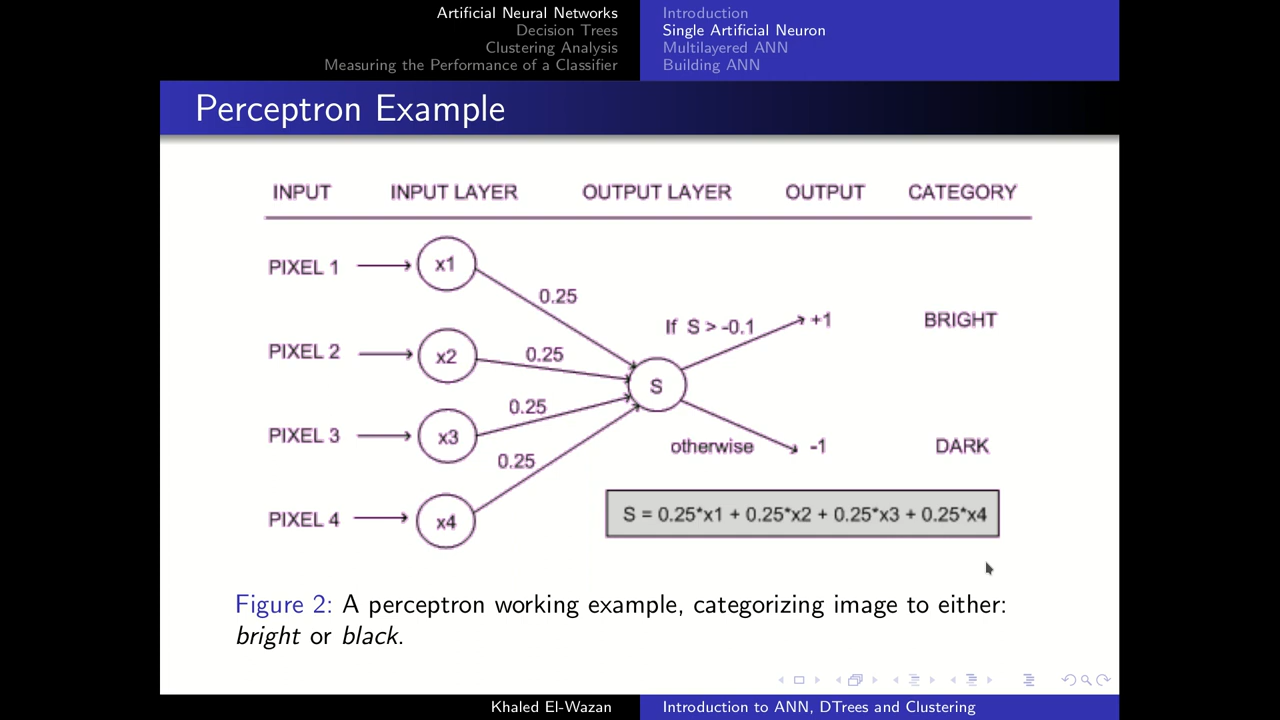 Artificial Neural Networks
Decision Trees
Clustering Analysis
Measuring the Performance of a Classifier
Introduction
Single Artificial Neuron
Multilayered ANN
Building ANN
Perceptron Example
INPUT INPUT LAYER OUTPUT LAYER OUTPUT CATEGORY
PIXEL 1 x1 0.25
PIXEL 2 x2 0.25
PIXEL 3 x3 0.25
PIXEL 4 x4 0.25
S
If S > -0.1 +1 BRIGHT
otherwise -1 DARK
S = 0.25*x1 + 0.25*x2 + 0.25*x3 + 0.25*x4
Figure 2: A perceptron working example, categorizing image to either:
bright or black.
Khaled El-Wazan Introduction to ANN, DTrees and Clustering